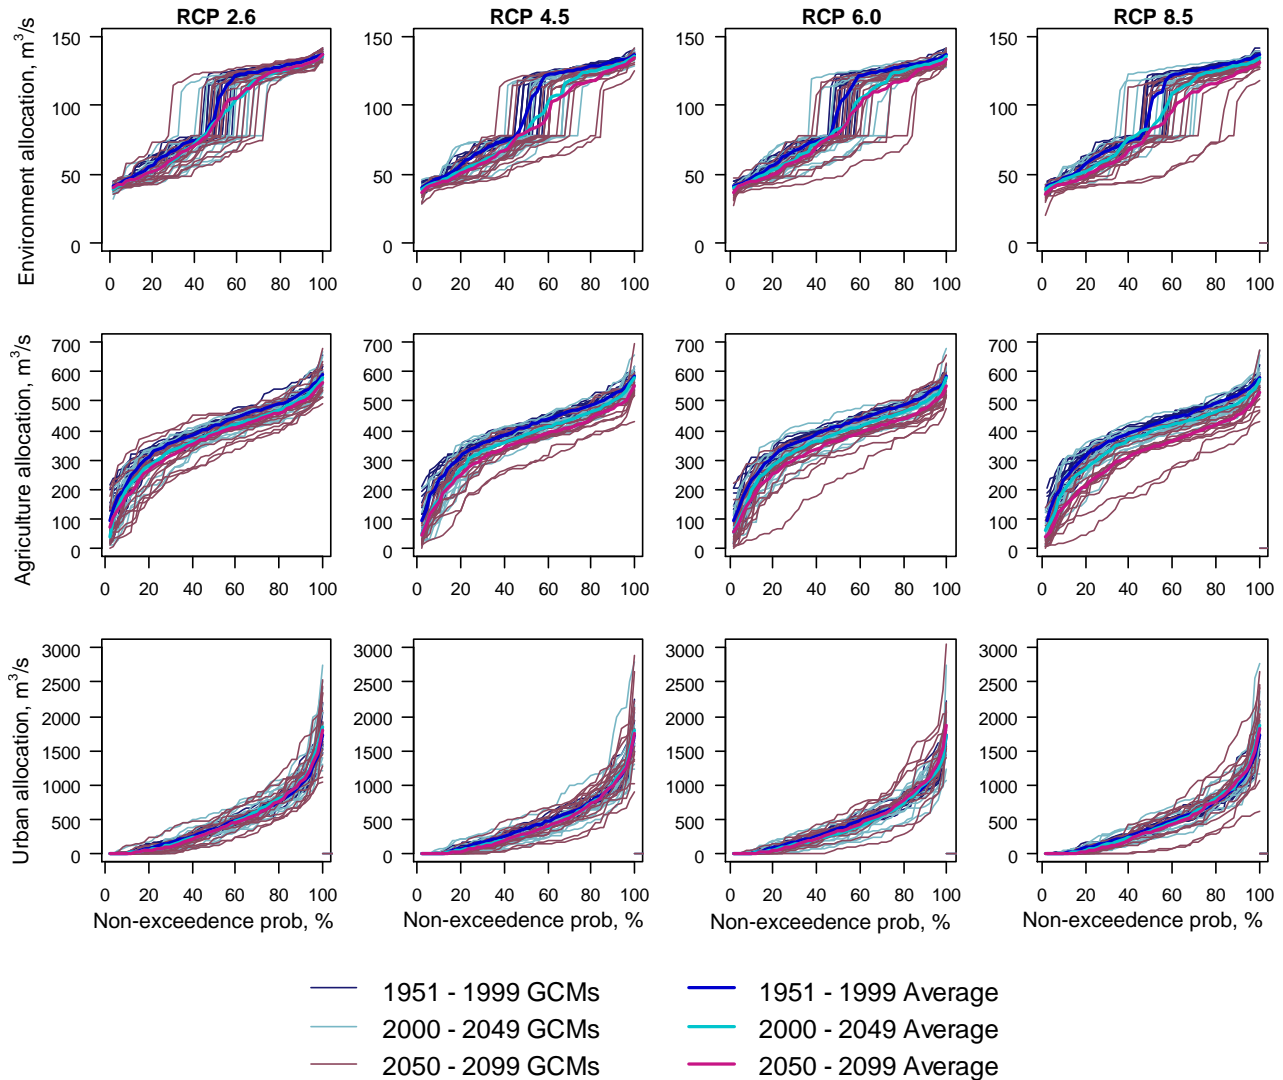 RCP 2.6 RCP 4.5 RCP 6.0 RCP 8.5
Environment allocation, m³/s
150 150 150 150
100 100 100 100
50 50 50 50
0 0 0 0
0 20 40 60 80 100 0 20 40 60 80 100 0 20 40 60 80 100 0 20 40 60 80 100
Agriculture allocation, m³/s
700 700 700 700
600 600 600 600
500 500 500 500
400 400 400 400
300 300 300 300
200 200 200 200
100 100 100 100
0 0 0 0
0 20 40 60 80 100 0 20 40 60 80 100 0 20 40 60 80 100 0 20 40 60 80 100
Urban allocation, m³/s
3000 3000 3000 3000
2500 2500 2500 2500
2000 2000 2000 2000
1500 1500 1500 1500
1000 1000 1000 1000
500 500 500 500
0 0 0 0
0 20 40 60 80 100 0 20 40 60 80 100 0 20 40 60 80 100 0 20 40 60 80 100
Non-exceedence prob, % Non-exceedence prob, % Non-exceedence prob, % Non-exceedence prob, %
1951 - 1999 GCMs 1951 - 1999 Average
2000 - 2049 GCMs 2000 - 2049 Average
2050 - 2099 GCMs 2050 - 2099 Average